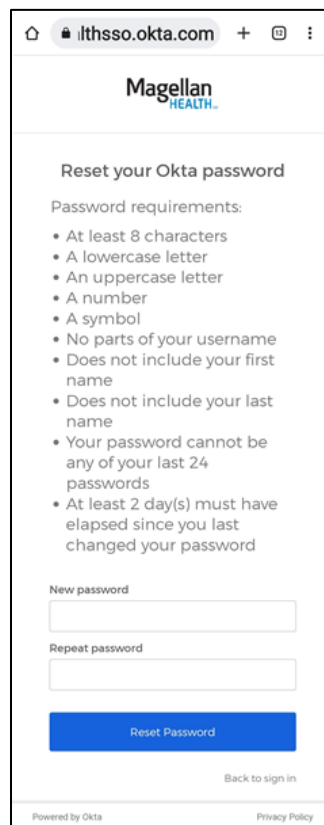 lthsso.okta.com + 12
Magellan
HEALTH
Reset your Okta password
Password requirements:
• At least 8 characters
• A lowercase letter
• An uppercase letter
• A number
• A symbol
• No parts of your username
• Does not include your first
name
• Does not include your last
name
• Your password cannot be
any of your last 24
passwords
• At least 2 day(s) must have
elapsed since you last
changed your password
New password
Repeat password
Reset Password
Back to sign in
Powered by Okta Privacy Policy